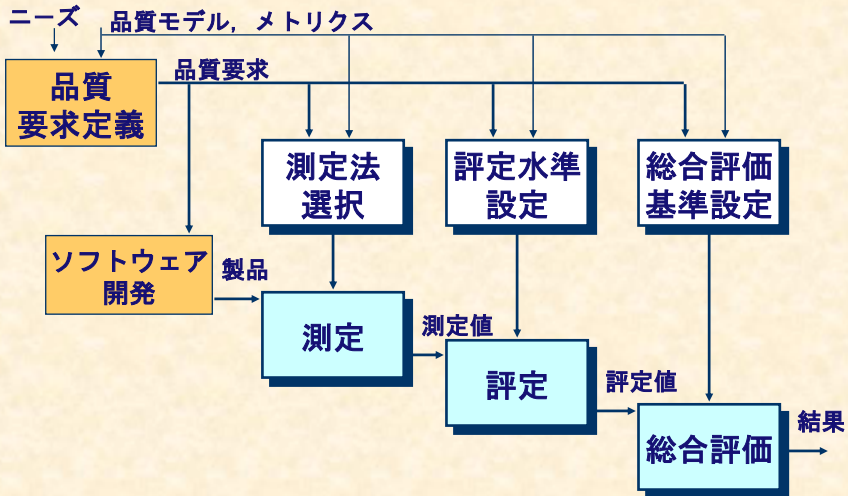 ニーズ
品質モデル，メトリクス
品質
要求定義
品質要求
測定法
選択
評定水準
設定
総合評価
基準設定
ソフトウェア
開発
製品
測定
測定値
評定
評定値
総合評価
結果